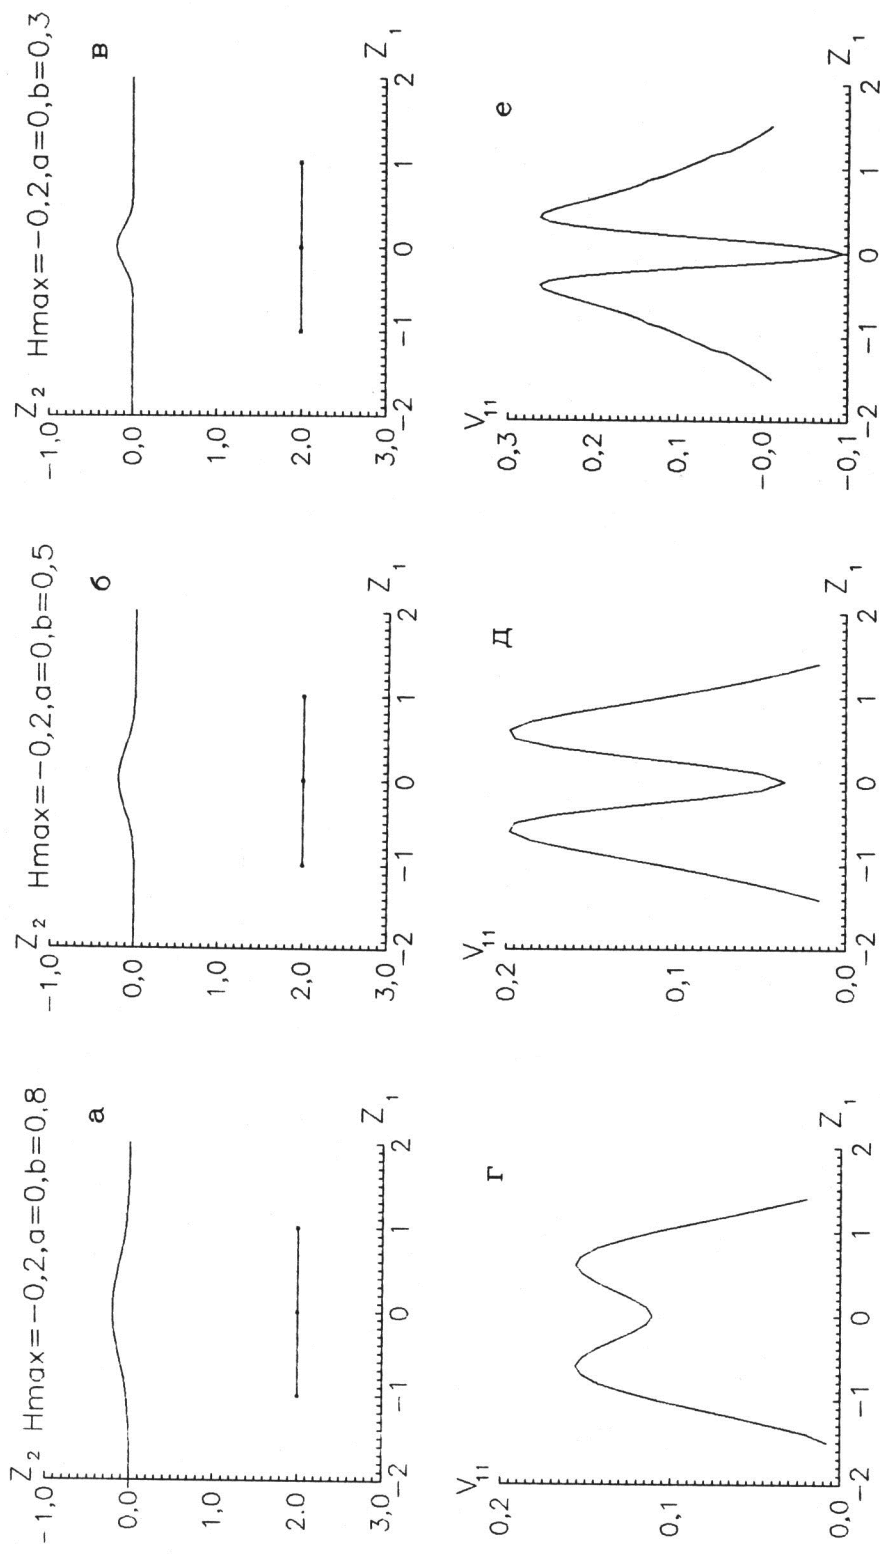 Z₂ Hmax=−0,2,a=0,b=0.8
а
−1,0
0.0
1,0
2.0
3,0
−2 −1 0 1 2
Z₁
Z₂ Hmax=−0,2,a=0,b=0,5
б
−1,0
0,0
1,0
2,0
3,0
−2 −1 0 1 2
Z₁
Z₂ Hmax=−0,2,a=0,b=0,3
в
−1,0
0,0
1,0
2,0
3,0
−2 −1 0 1 2
Z₁
V₁₁
г
0,2
0,1
0,0
−2 −1 0 1 2
Z₁
V₁₁
д
0,2
0,1
0,0
−2 −1 0 1 2
Z₁
V₁₁
е
0,3
0,2
0,1
−0,0
−0,1
−2 −1 0 1 2
Z₁